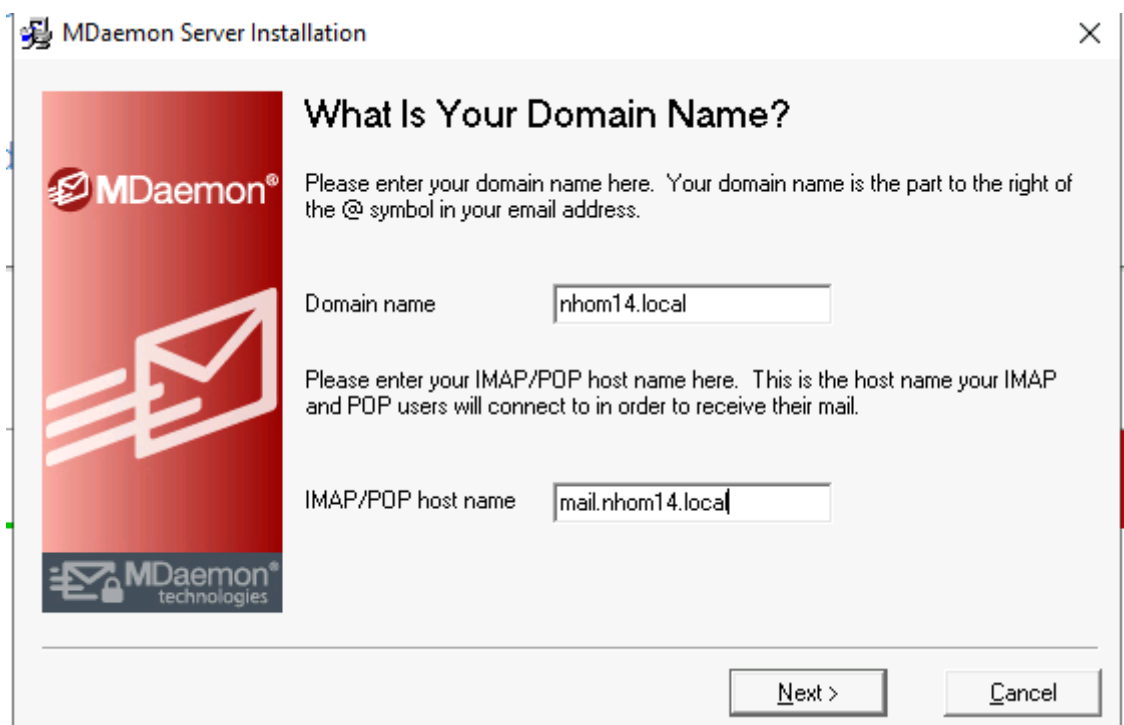 MDaemon Server Installation
What Is Your Domain Name?
MDaemon®
Please enter your domain name here. Your domain name is the part to the right of
the @ symbol in your email address.
Domain name
nhom14.local
Please enter your IMAP/POP host name here. This is the host name your IMAP
and POP users will connect to in order to receive their mail.
IMAP/POP host name
mail.nhom14.local
MDaemon®
technologies
Next >
Cancel